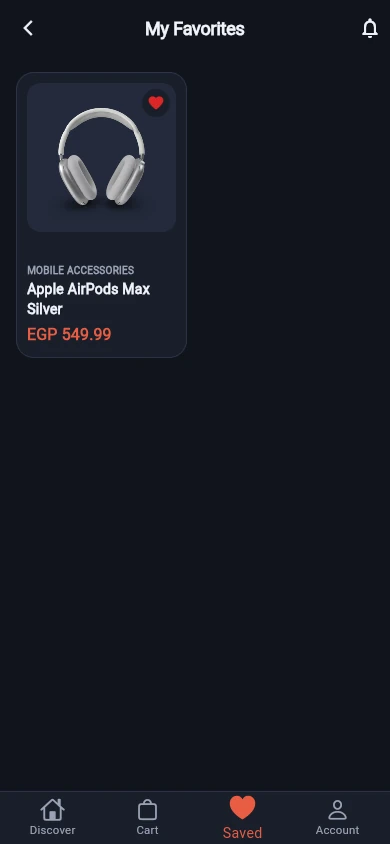 My Favorites
MOBILE ACCESSORIES
Apple AirPods Max
Silver
EGP 549.99
Discover
Cart
Saved
Account